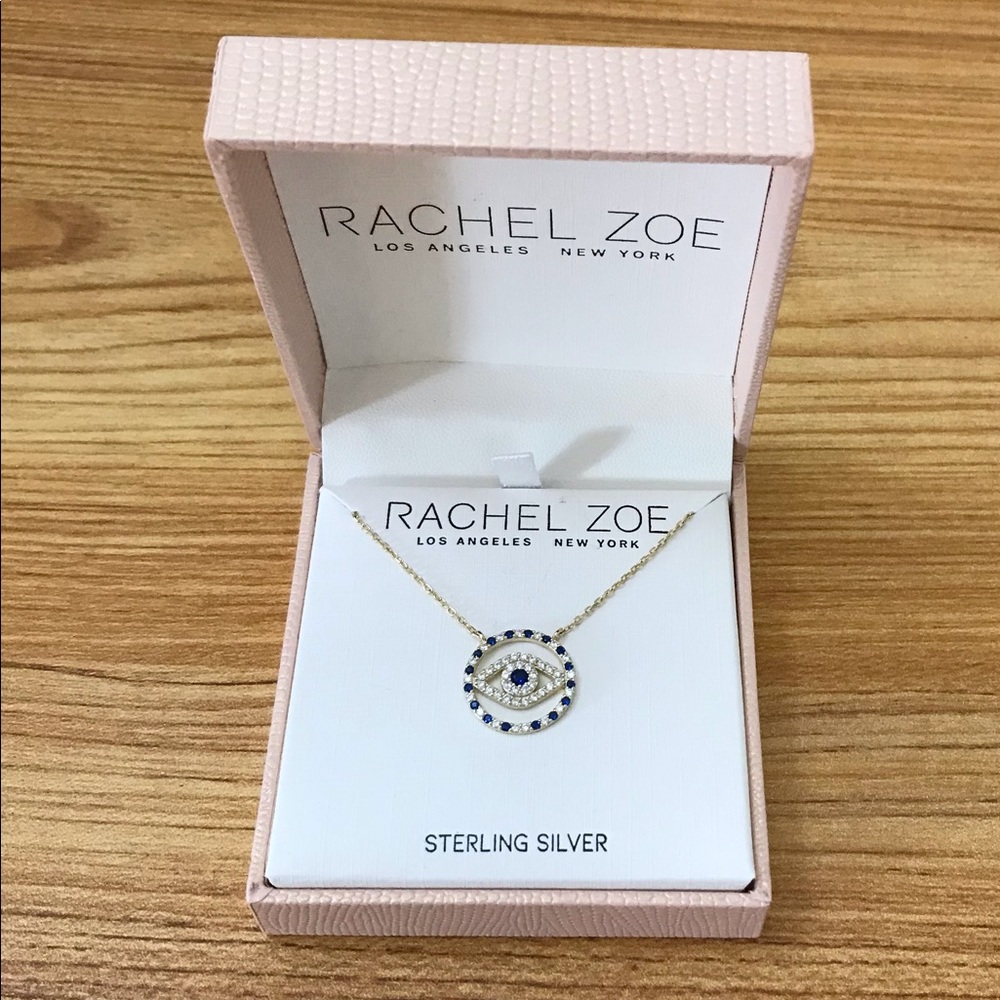 RACHEL ZOE
LOS ANGELES NEW YORK
RACHEL ZOE
LOS ANGELES NEW YORK
STERLING SILVER